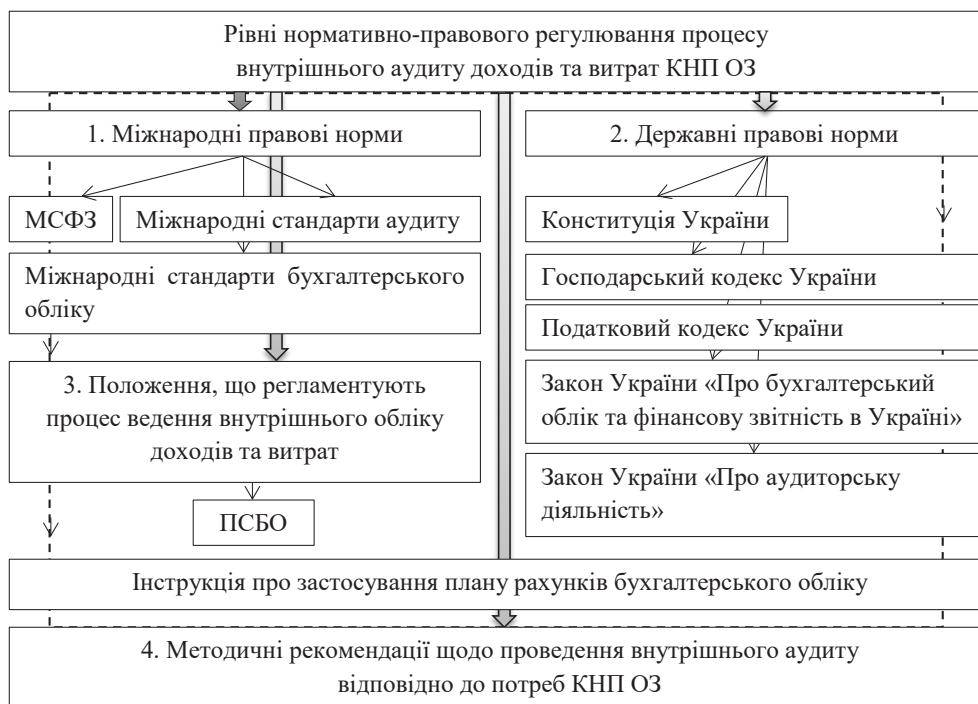 Рівні нормативно-правового регулювання процесу
внутрішнього аудиту доходів та витрат КНП ОЗ
1. Міжнародні правові норми
МСФЗ
Міжнародні стандарти аудиту
Міжнародні стандарти бухгалтерського
обліку
2. Державні правові норми
Конституція України
Господарський кодекс України
Податковий кодекс України
Закон України «Про бухгалтерський
облік та фінансову звітність в Україні»
Закон України «Про аудиторську
діяльність»
3. Положення, що регламентують
процес ведення внутрішнього обліку
доходів та витрат
ПСБО
Інструкція про застосування плану рахунків бухгалтерського обліку
4. Методичні рекомендації щодо проведення внутрішнього аудиту
відповідно до потреб КНП ОЗ